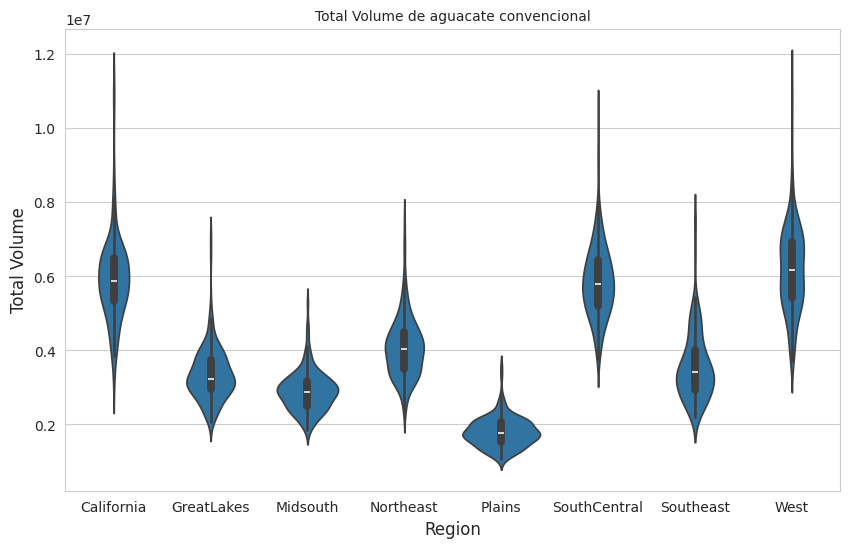 Total Volume de aguacate convencional
1e7
1.2
1.0
0.8
0.6
0.4
0.2
Total Volume
California GreatLakes Midsouth Northeast Plains SouthCentral Southeast West
Region